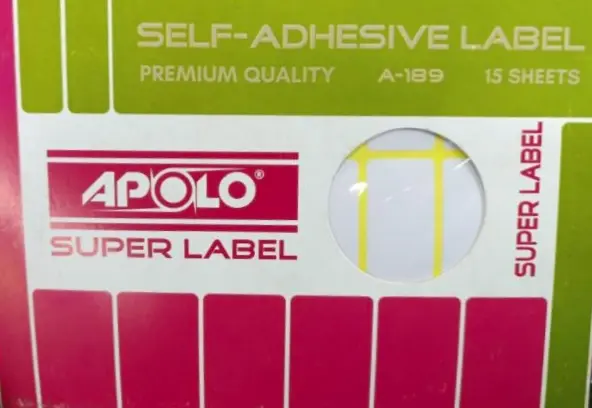 SELF-ADHESIVE LABEL
PREMIUM QUALITY A-189 15 SHEETS
APOLO®
SUPER LABEL
SUPER LABEL